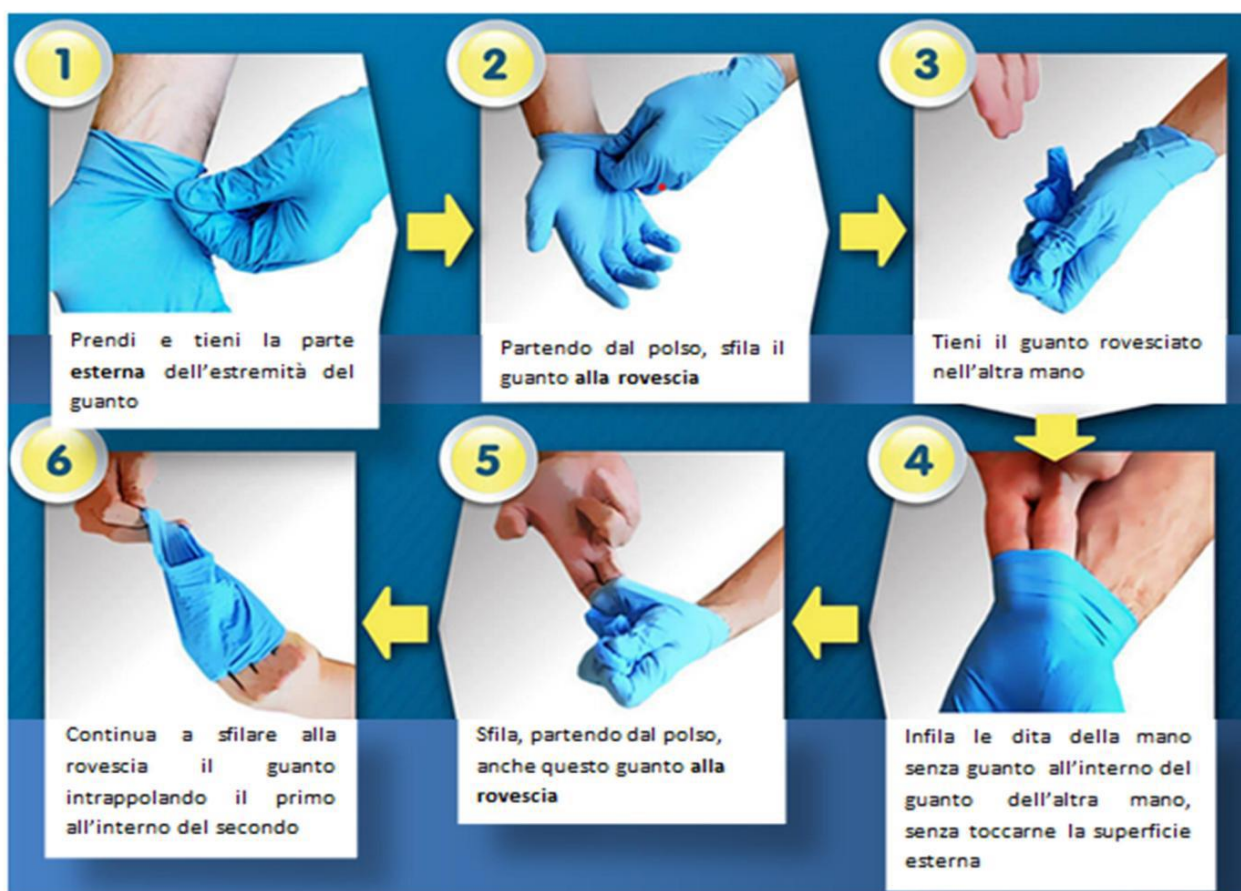 1
Prendi e tieni la parte
esterna dell'estremità del
guanto
2
Partendo dal polso, sfila il
guanto alla rovescia
3
Tieni il guanto rovesciato
nell'altra mano
4
Infila le dita della mano
senza guanto all'interno del
guanto dell'altra mano,
senza toccarne la superficie
esterna
5
Sfila, partendo dal polso,
anche questo guanto alla
rovescia
6
Continua a sfilare alla
rovescia il guanto
intrappolando il primo
all'interno del secondo